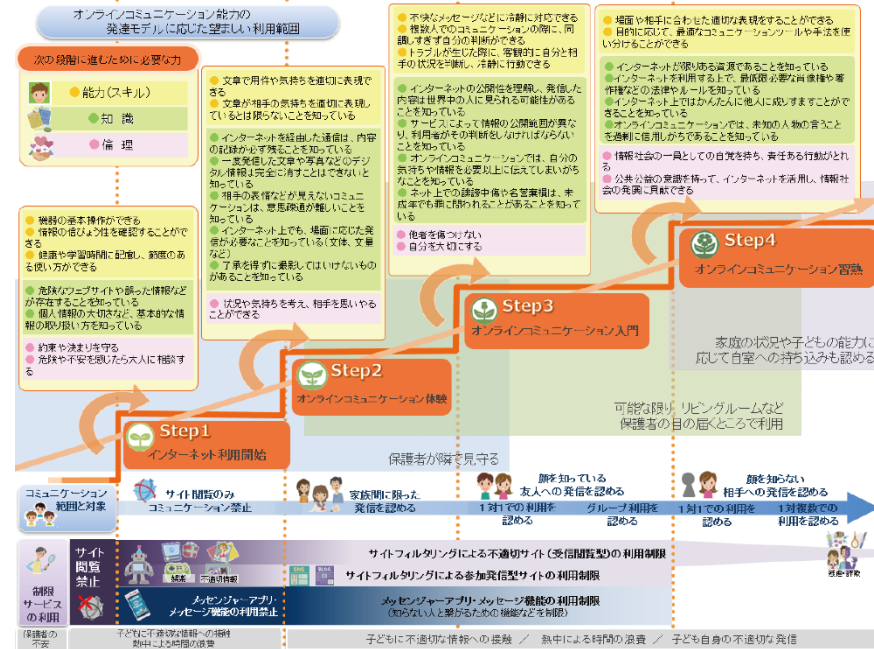 オンラインコミュニケーション能力の
発達モデルに応じた望ましい利用範囲
次の段階に進むために必要な力
●能力(スキル)
●知 識
●倫 理
●機器の基本操作ができる
●情報の信ぴょう性を確認することができる
●健康や学習時間に配慮し、節度のある使い方ができる
●危険なウェブサイトや誤った情報などが存在することを知っている
●個人情報の大切さなど、基本的な情報の取り扱い方を知っている
●約束や決まりを守る
●危険や不安を感じたら大人に相談する
●文章で用件や気持ちを適切に表現できる
●文章が相手の気持ちを適切に表現しているとは限らないことを知っている
●インターネットを経由した通信は、内容の記録が必ず残ることを知っている
●一度発信した文章や写真などのデジタル情報は完全に消すことはできないと知っている
●相手の表情などが見えないコミュニケーションは、意思疎通が難しいことを知っている
●インターネット上でも、場面に応じた発信が必要なことを知っている(文体、文量など)
●了承を得ずに撮影してはいけないものがあることを知っている
●状況や気持ちを考え、相手を思いやることができる
●不快なメッセージなどに冷静に対応できる
●複数人でのコミュニケーションの際に、同調しすぎず自分の判断ができる
●トラブルが生じた際に、客観的に自分と相手の状況を判断し、冷静に行動できる
●インターネットの公開性を理解し、発信した内容は世界中の人に見られる可能性があることを知っている
●サービスによって情報の公開範囲が異なり、利用者がその判断をしなければならないことを知っている
●オンラインコミュニケーションでは、自分の気持ちや情報を必要以上に伝えてしまいがちなことを知っている
●ネット上での誹謗中傷や名誉棄損は、未成年でも罪に問われることがあることを知っている
●他者を傷つけない
●自分を大切にする
●場面や相手に合わせた適切な表現をすることができる
●目的に応じて、最適なコミュニケーションツールや手法を使い分けることができる
●インターネットが限りある資源であることを知っている
●インターネットを利用する上で、最低限必要な肖像権や著作権などの法律やルールを知っている
●インターネット上ではかんたんに他人に成りすますことができることを知っている
●オンラインコミュニケーションでは、未知の人物の言うことを過剰に信用しがちであることを知っている
●情報社会の一員としての自覚を持ち、責任ある行動がとれる
●公共公益の意識を持って、インターネットを活用し、情報社会の発展に貢献できる
Step4
オンラインコミュニケーション習熟
Step3
オンラインコミュニケーション入門
Step2
オンラインコミュニケーション体験
Step1
インターネット利用開始
家庭の状況や子どもの能力に
応じて自室への持ち込みも認める
可能な限り、リビングルームなど
保護者の目の届くところで利用
保護者が隣で見守る
コミュニケーション
範囲と対象
サイト閲覧のみ
コミュニケーション禁止
家族間に限った
発信を認める
顔を知っている
友人への発信を認める
1対1での利用を
認める
グループ利用を
認める
顔を知らない
相手への発信を認める
1対1での利用を
認める
1対複数での
利用を認める
制限
サービス
の利用
サイト
閲覧
禁止
不適切情報
サイトフィルタリングによる不適切サイト(受信閲覧型)の利用制限
サイトフィルタリングによる参加発信型サイトの利用制限
メッセンジャーアプリ・
メッセージ機能の利用禁止
メッセンジャーアプリ・メッセージ機能の利用制限
(知らない人と繋がるための機能などを制限)
保護者の
不安
子どもに不適切な情報への接触
熱中による時間の浪費
子どもに不適切な情報への接触 / 熱中による時間の浪費 / 子ども自身の不適切な発信